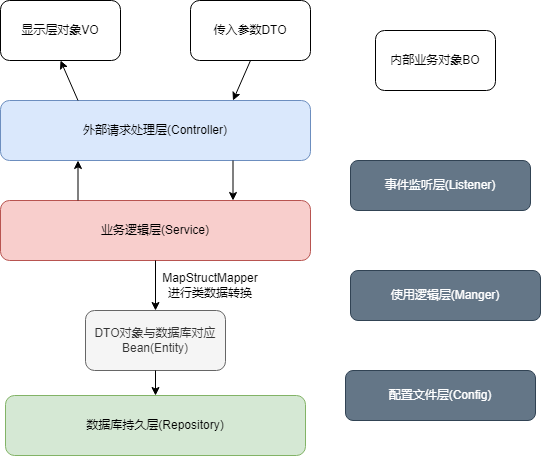 显示层对象VO
传入参数DTO
内部业务对象BO
外部请求处理层(Controller)
事件监听层(Listener)
业务逻辑层(Service)
MapStructMapper
进行类数据转换
使用逻辑层(Manger)
DTO对象与数据库对应
Bean(Entity)
配置文件层(Config)
数据库持久层(Repository)